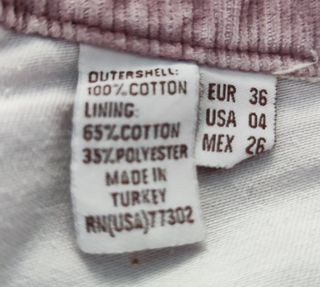 OUTERSHELL:
100%COTTON
LINING:
65%COTTON
35%POLYESTER
MADE IN
TURKEY
RN(USA)77302
EUR 36
USA 04
MEX 26